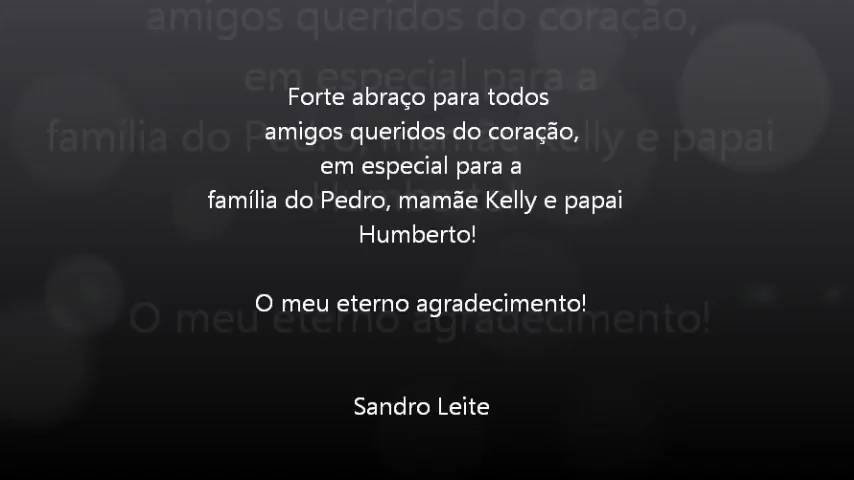 Forte abraço para todos
amigos queridos do coração,
em especial para a
família do Pedro, mamãe Kelly e papai
Humberto!
O meu eterno agradecimento!
Sandro Leite